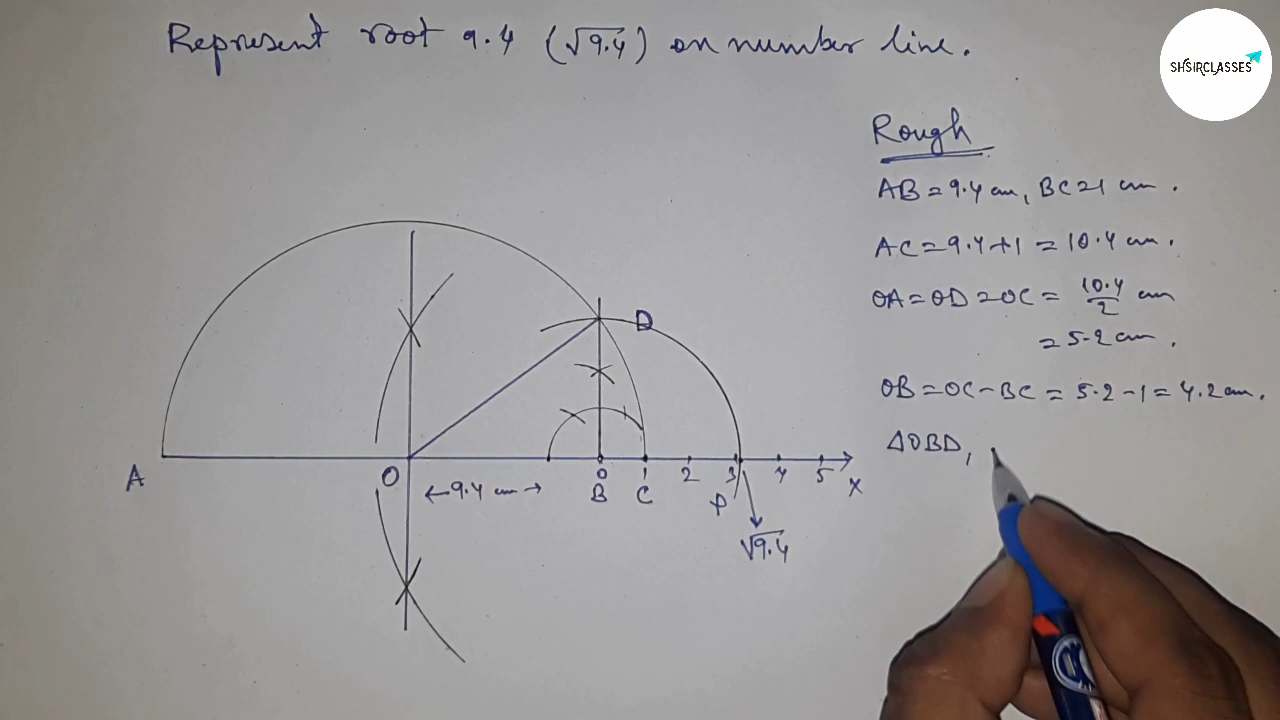 Represent root 9.4 (√9.4) on number line.
SHSIRCLASSES
Rough
AB = 9.4 cm, BC = 1 cm.
AC = 9.4 + 1 = 10.4 cm.
OA = OD = OC = 10.4/2 cm
= 5.2 cm.
OB = OC - BC = 5.2 - 1 = 4.2 cm.
△OBD,
D
A
O
←9.4 cm→
0 1 2 3 4 5 X
B C P
√9.4